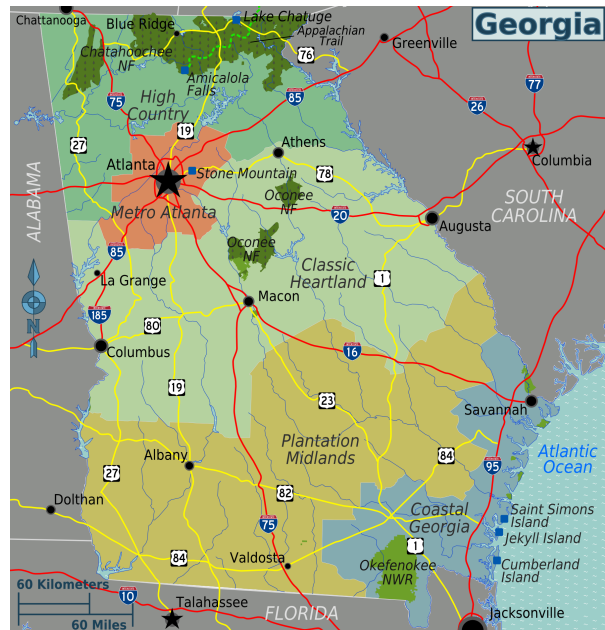 Georgia
Chattanooga
Lake Chatuge
Blue Ridge
Appalachian
Trail
Greenville
Chatahoochee
NF
76
77
Amicalola
Falls
75
High
Country
85
26
27
19
Athens
Atlanta
Stone Mountain
78
Columbia
ALABAMA
Oconee
NF
SOUTH
CAROLINA
Metro Atlanta
20
Augusta
85
Oconee
NF
Classic
Heartland
1
La Grange
N
Macon
185
80
16
Columbus
19
23
Savannah
Plantation
Midlands
Albany
84
95
Atlantic
Ocean
27
82
Dolthan
Coastal
Georgia
Saint Simons
Island
75
Jekyll Island
1
84
Valdosta
Okefenokee
NWR
Cumberland
Island
60 Kilometers
10
Talahassee
FLORIDA
Jacksonville
60 Miles